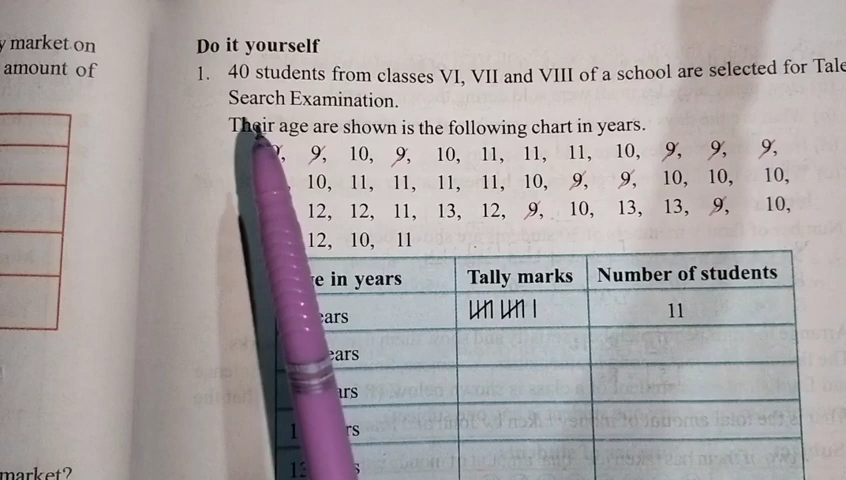 y market on
amount of
Do it yourself
1. 40 students from classes VI, VII and VIII of a school are selected for Tale
Search Examination.
Their age are shown is the following chart in years.
9, 10, 9, 10, 11, 11, 11, 10, 9, 9, 9,
10, 11, 11, 11, 11, 10, 9, 9, 10, 10, 10,
12, 12, 11, 13, 12, 9, 10, 13, 13, 9, 10,
12, 10, 11
e in years Tally marks Number of students
ears 11
ears
ars
rs
market?